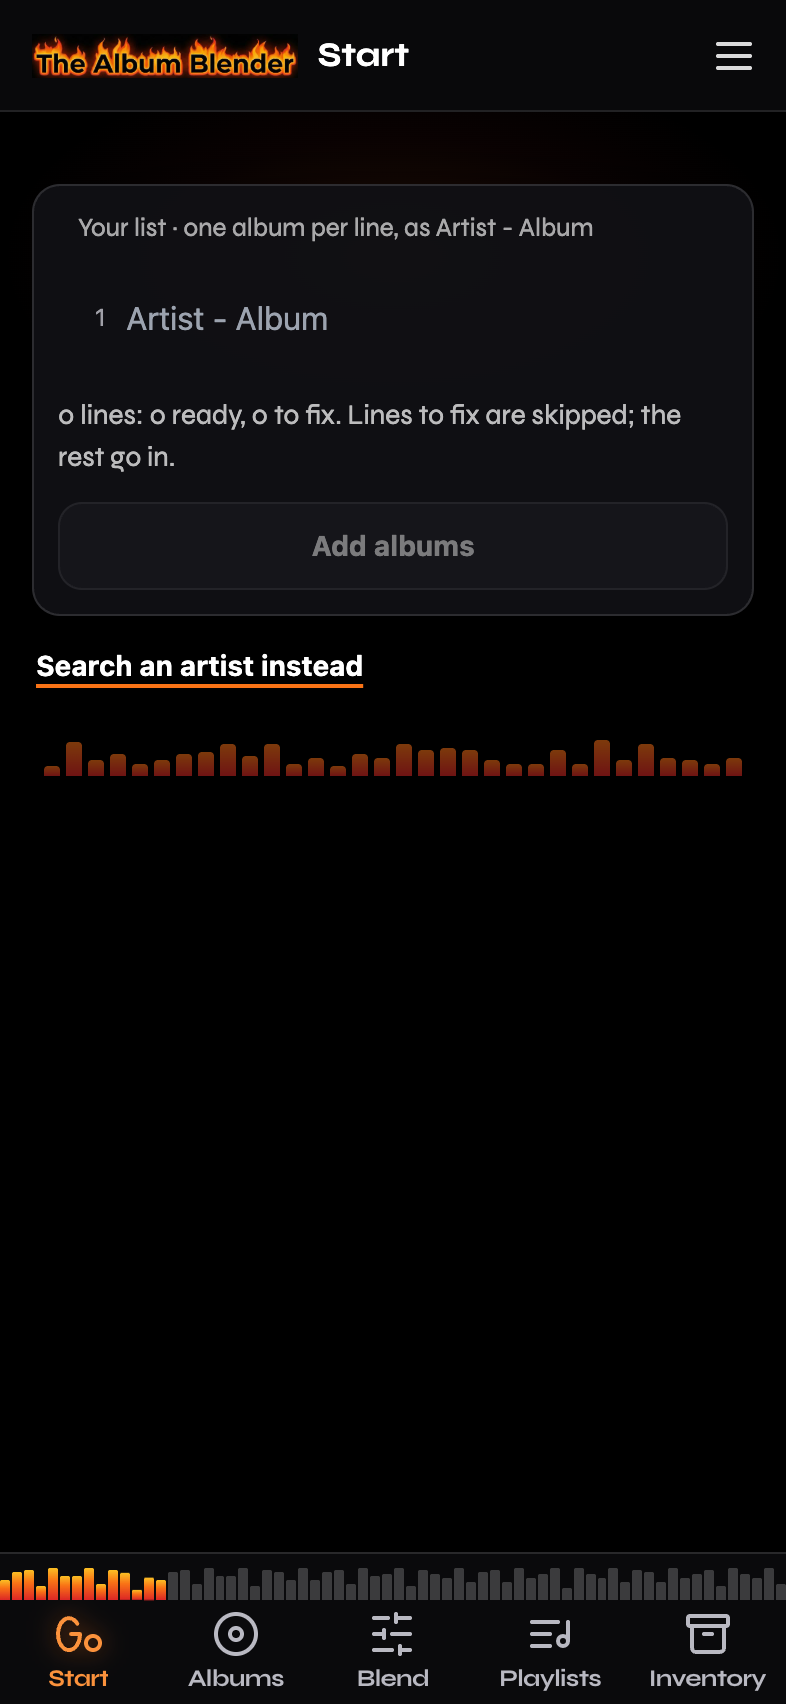 The Album Blender Start
Your list · one album per line, as Artist - Album
1 Artist - Album
0 lines: 0 ready, 0 to fix. Lines to fix are skipped; the
rest go in.
Add albums
Search an artist instead
Go
Start Albums Blend Playlists Inventory